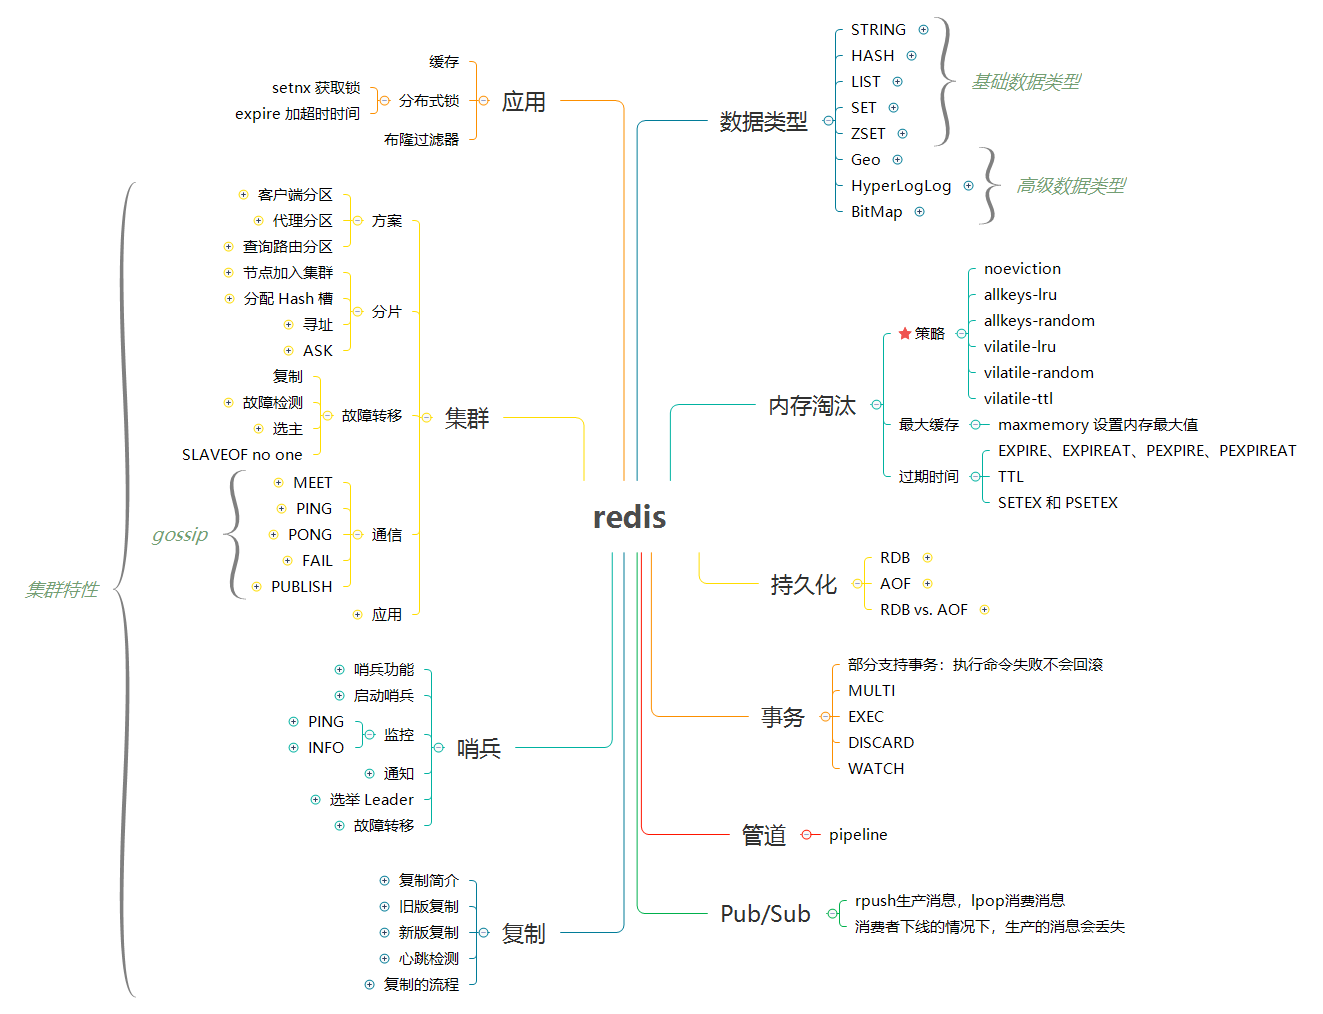 redis
应用
缓存
分布式锁
setnx 获取锁
expire 加超时时间
布隆过滤器
集群特性
集群
方案
客户端分区
代理分区
查询路由分区
分片
节点加入集群
分配 Hash 槽
寻址
ASK
故障转移
复制
故障检测
选主
SLAVEOF no one
通信
gossip
MEET
PING
PONG
FAIL
PUBLISH
应用
哨兵
哨兵功能
启动哨兵
监控
PING
INFO
通知
选举 Leader
故障转移
复制
复制简介
旧版复制
新版复制
心跳检测
复制的流程
数据类型
STRING
HASH
LIST
SET
ZSET
基础数据类型
Geo
HyperLogLog
BitMap
高级数据类型
内存淘汰
策略
noeviction
allkeys-lru
allkeys-random
vilatile-lru
vilatile-random
vilatile-ttl
最大缓存
maxmemory 设置内存最大值
过期时间
EXPIRE、EXPIREAT、PEXPIRE、PEXPIREAT
TTL
SETEX 和 PSETEX
持久化
RDB
AOF
RDB vs. AOF
事务
部分支持事务：执行命令失败不会回滚
MULTI
EXEC
DISCARD
WATCH
管道
pipeline
Pub/Sub
rpush生产消息，lpop消费消息
消费者下线的情况下，生产的消息会丢失